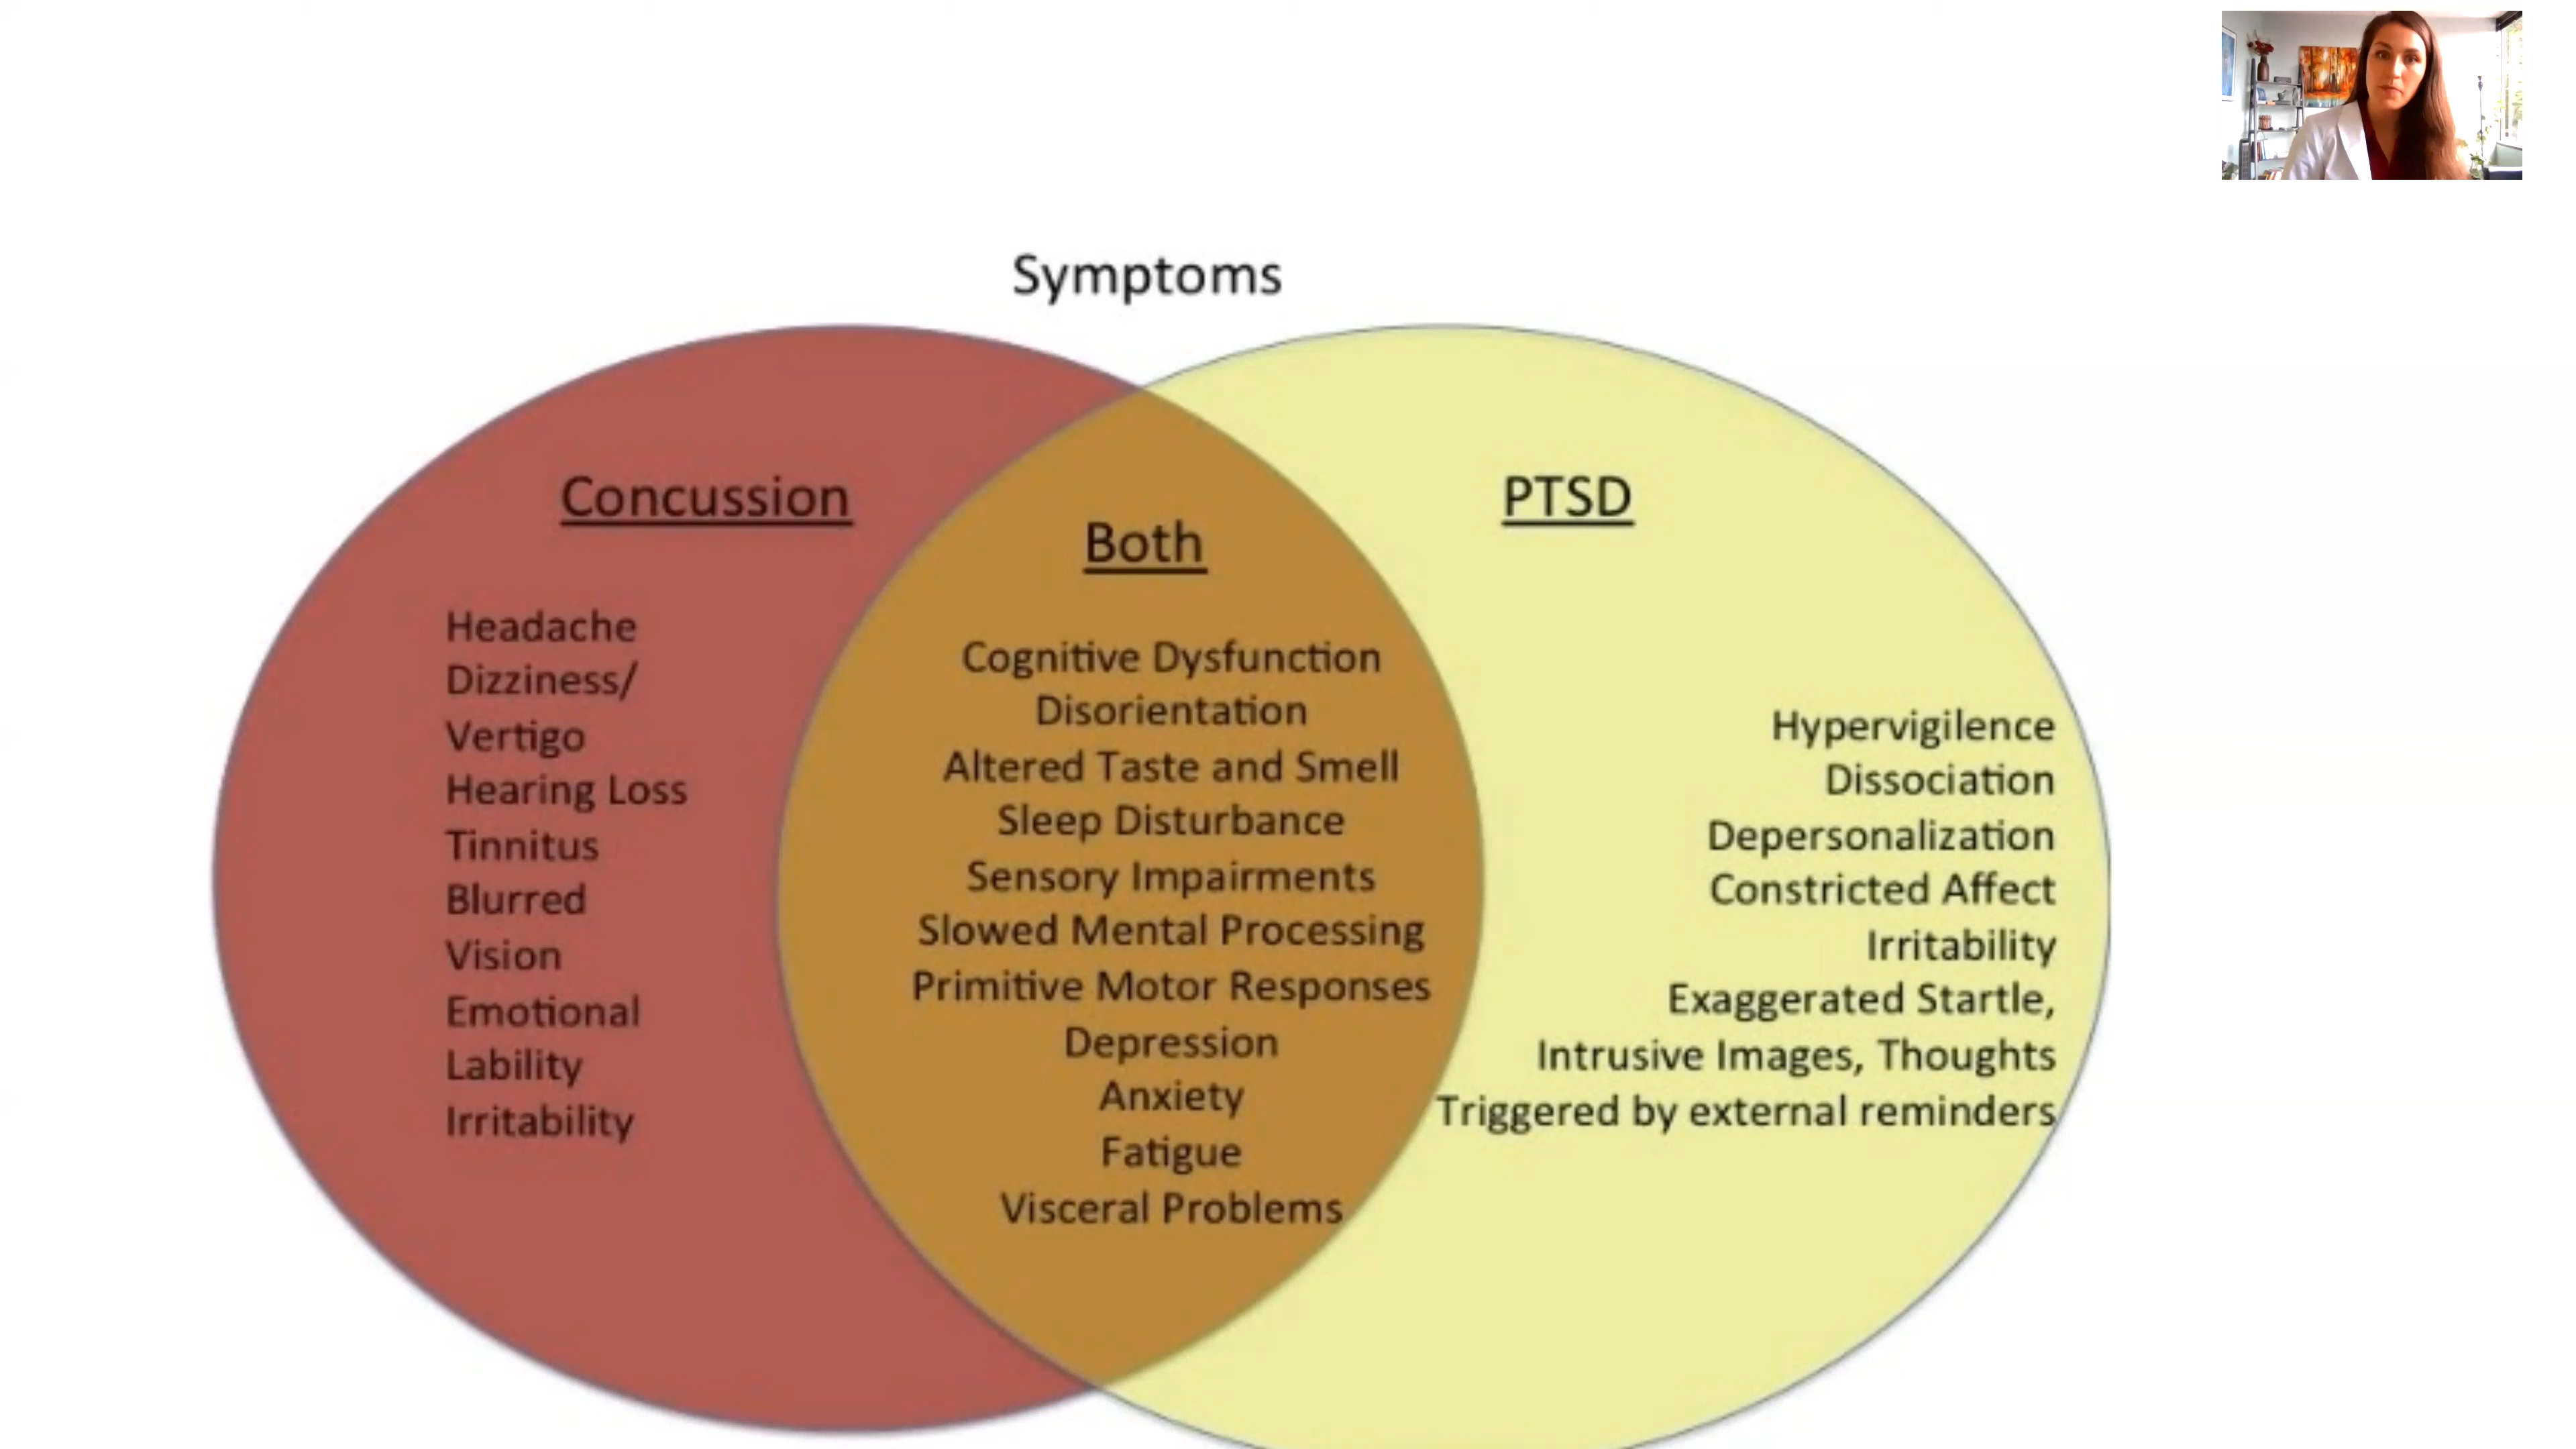 Symptoms
Concussion
Headache
Dizziness/
Vertigo
Hearing Loss
Tinnitus
Blurred
Vision
Emotional
Lability
Irritability
Both
Cognitive Dysfunction
Disorientation
Altered Taste and Smell
Sleep Disturbance
Sensory Impairments
Slowed Mental Processing
Primitive Motor Responses
Depression
Anxiety
Fatigue
Visceral Problems
PTSD
Hypervigilence
Dissociation
Depersonalization
Constricted Affect
Irritability
Exaggerated Startle,
Intrusive Images, Thoughts
Triggered by external reminders